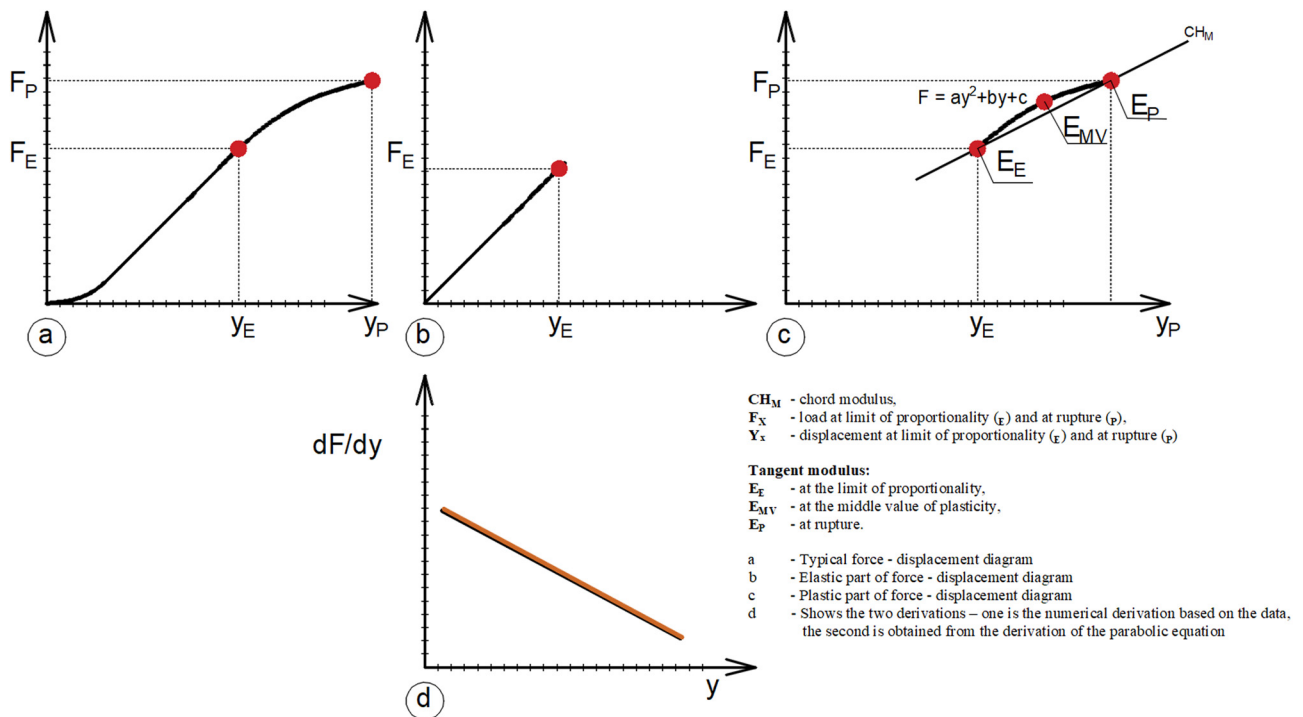 F_P
F_E
y_E
y_P
a
F_E
y_E
b
CH_M
F_P
F = ay²+by+c
E_P
E_MV
F_E
E_E
y_E
y_P
c
dF/dy
y
d
CH_M - chord modulus,
F_X - load at limit of proportionality (_E) and at rupture (_P),
Y_x - displacement at limit of proportionality (_E) and at rupture (_P)
Tangent modulus:
E_E - at the limit of proportionality,
E_MV - at the middle value of plasticity,
E_P - at rupture.
a - Typical force - displacement diagram
b - Elastic part of force - displacement diagram
c - Plastic part of force - displacement diagram
d - Shows the two derivations – one is the numerical derivation based on the data,
the second is obtained from the derivation of the parabolic equation